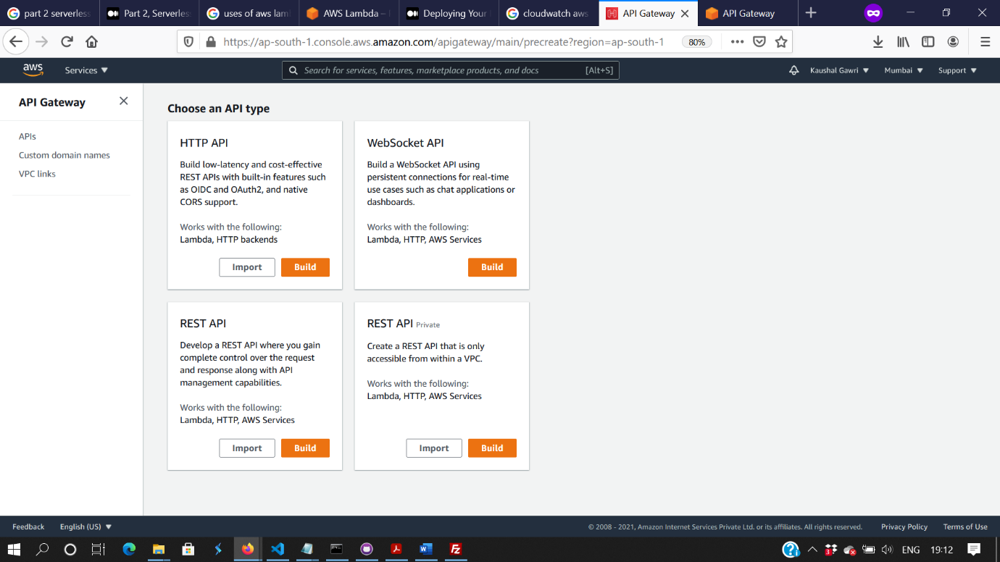 part 2 serverless
Part 2, Serverles
uses of aws lam
AWS Lambda –
Deploying Your
cloudwatch aws
API Gateway
API Gateway
https://ap-south-1.console.aws.amazon.com/apigateway/main/precreate?region=ap-south-1
80%
aws
Services
Search for services, features, marketplace products, and docs
[Alt+S]
Kaushal Gawri
Mumbai
Support
API Gateway
APIs
Custom domain names
VPC links
Choose an API type
HTTP API
Build low-latency and cost-effective
REST APIs with built-in features such
as OIDC and OAuth2, and native
CORS support.
Works with the following:
Lambda, HTTP backends
Import
Build
WebSocket API
Build a WebSocket API using
persistent connections for real-time
use cases such as chat applications or
dashboards.
Works with the following:
Lambda, HTTP, AWS Services
Build
REST API
Develop a REST API where you gain
complete control over the request
and response along with API
management capabilities.
Works with the following:
Lambda, HTTP, AWS Services
Import
Build
REST API Private
Create a REST API that is only
accessible from within a VPC.
Works with the following:
Lambda, HTTP, AWS Services
Import
Build
Feedback
English (US)
© 2008 - 2021, Amazon Internet Services Private Ltd. or its affiliates. All rights reserved.
Privacy Policy
Terms of Use
3
ENG
19:12